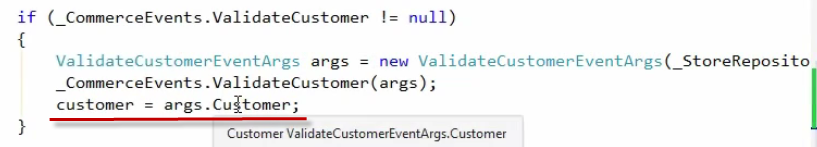 if (_CommerceEvents.ValidateCustomer != null)
{
ValidateCustomerEventArgs args = new ValidateCustomerEventArgs(_StoreReposito
_CommerceEvents.ValidateCustomer(args);
customer = args.Customer;
}
Customer ValidateCustomerEventArgs.Customer